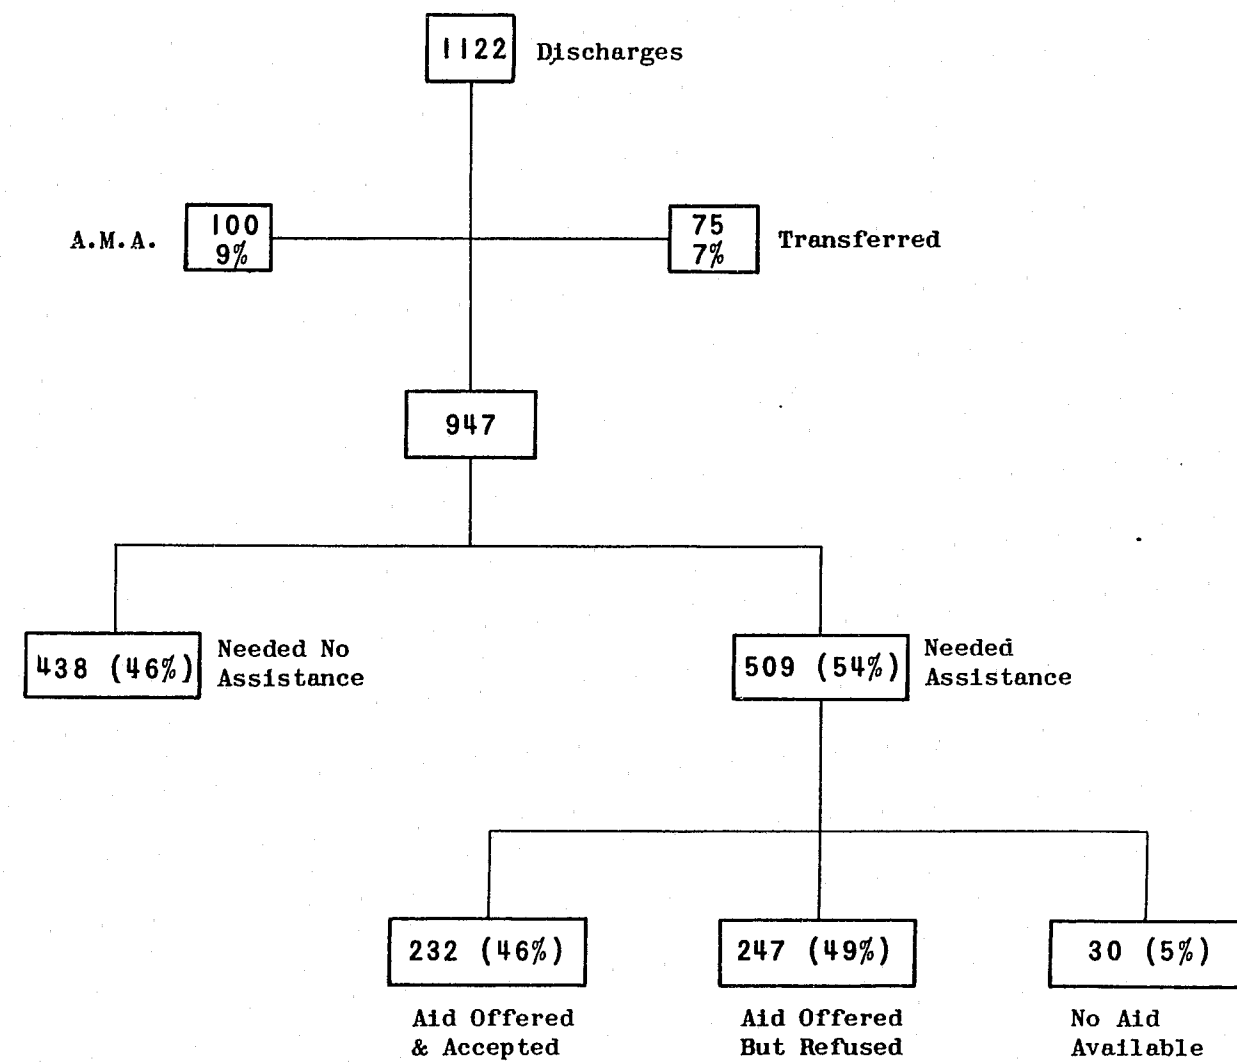 1122 Discharges
A.M.A.
100
9%
75
7%
Transferred
947
438 (46%)
Needed No
Assistance
509 (54%)
Needed
Assistance
232 (46%)
247 (49%)
30 (5%)
Aid Offered
& Accepted
Aid Offered
But Refused
No Aid
Available